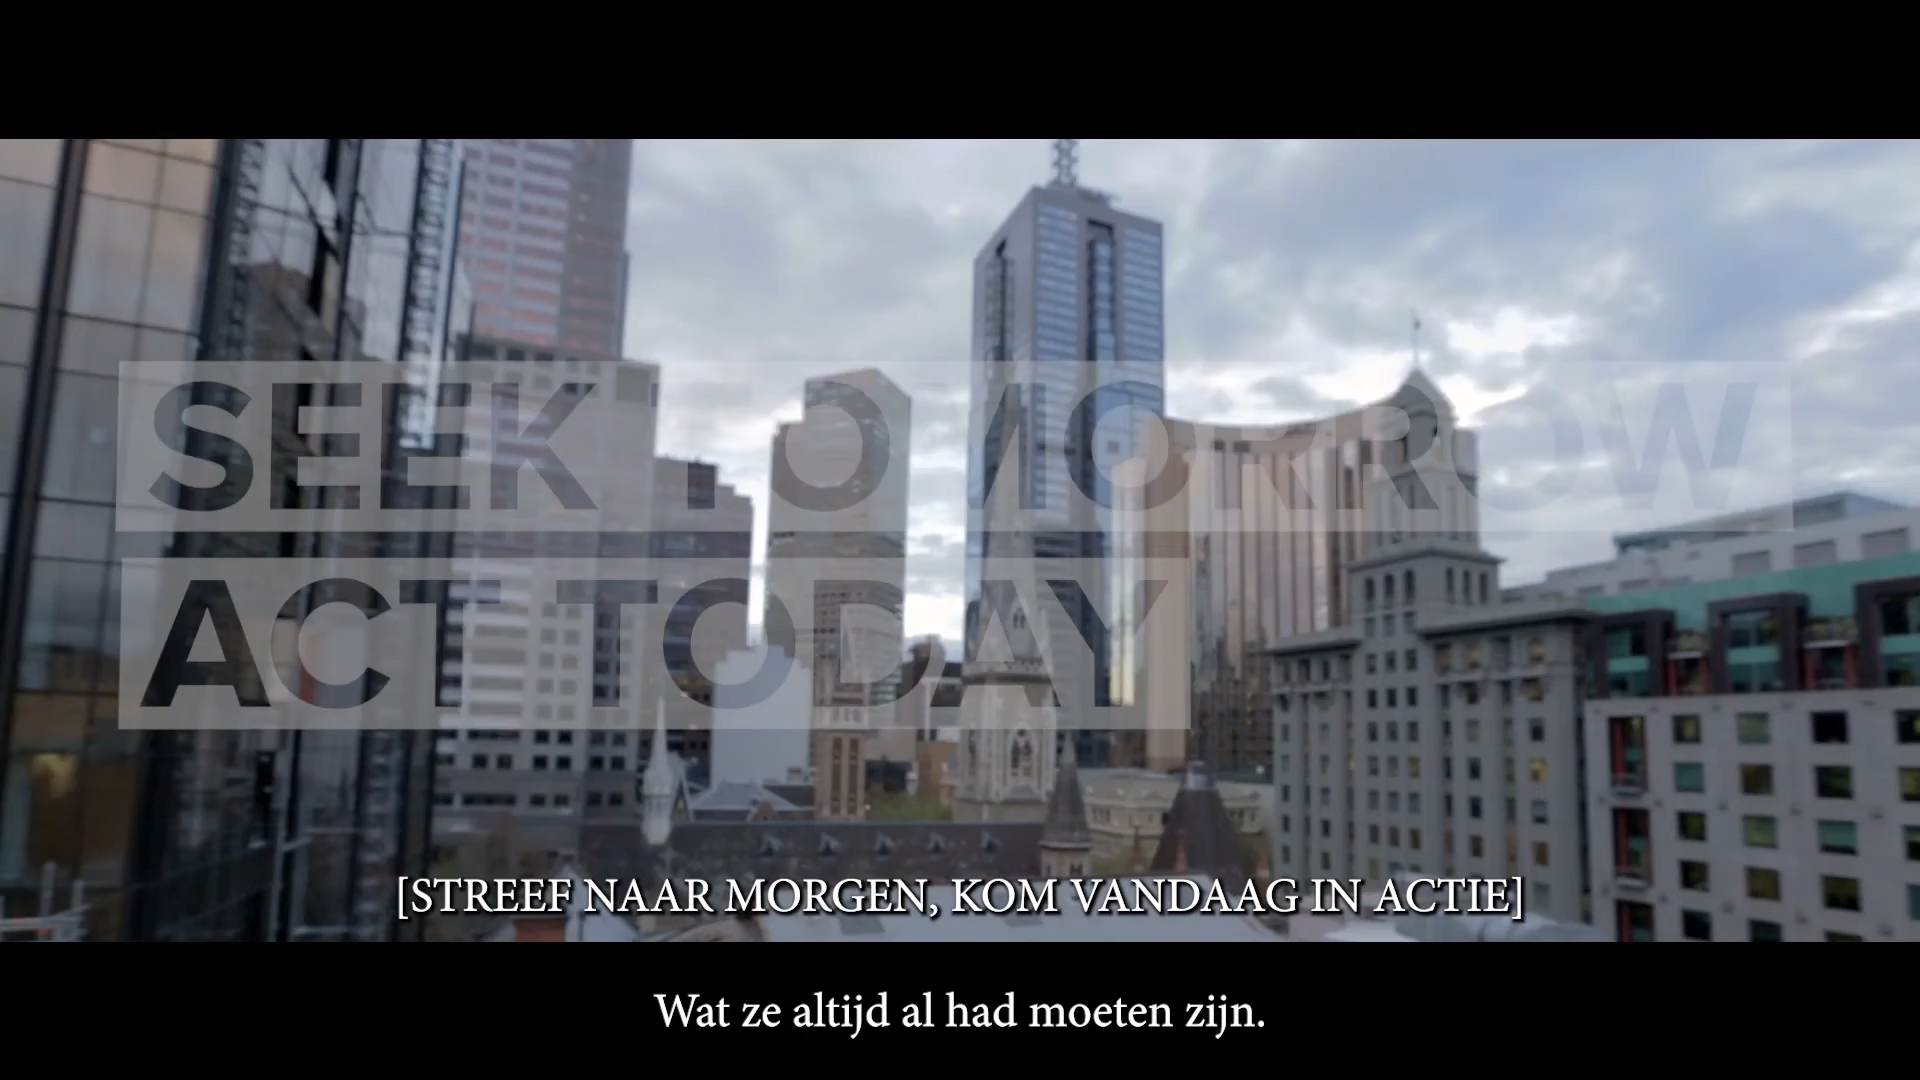 SEEK TOMORROW
ACT TODAY
[STREEF NAAR MORGEN, KOM VANDAAG IN ACTIE]
Wat ze altijd al had moeten zijn.